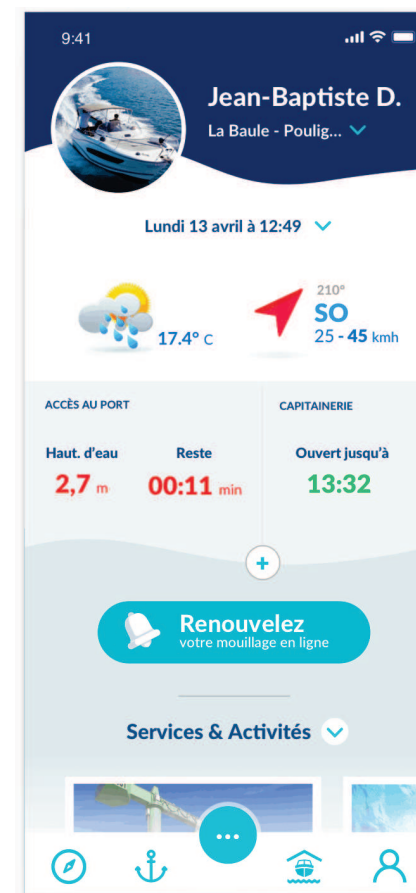 9:41
Jean-Baptiste D.
La Baule - Poulig...
Lundi 13 avril à 12:49
17.4° C
210°
SO
25 - 45 kmh
ACCÈS AU PORT
CAPITAINERIE
Haut. d'eau
Reste
Ouvert jusqu'à
2,7 m
00:11 min
13:32
Renouvelez
votre mouillage en ligne
Services & Activités